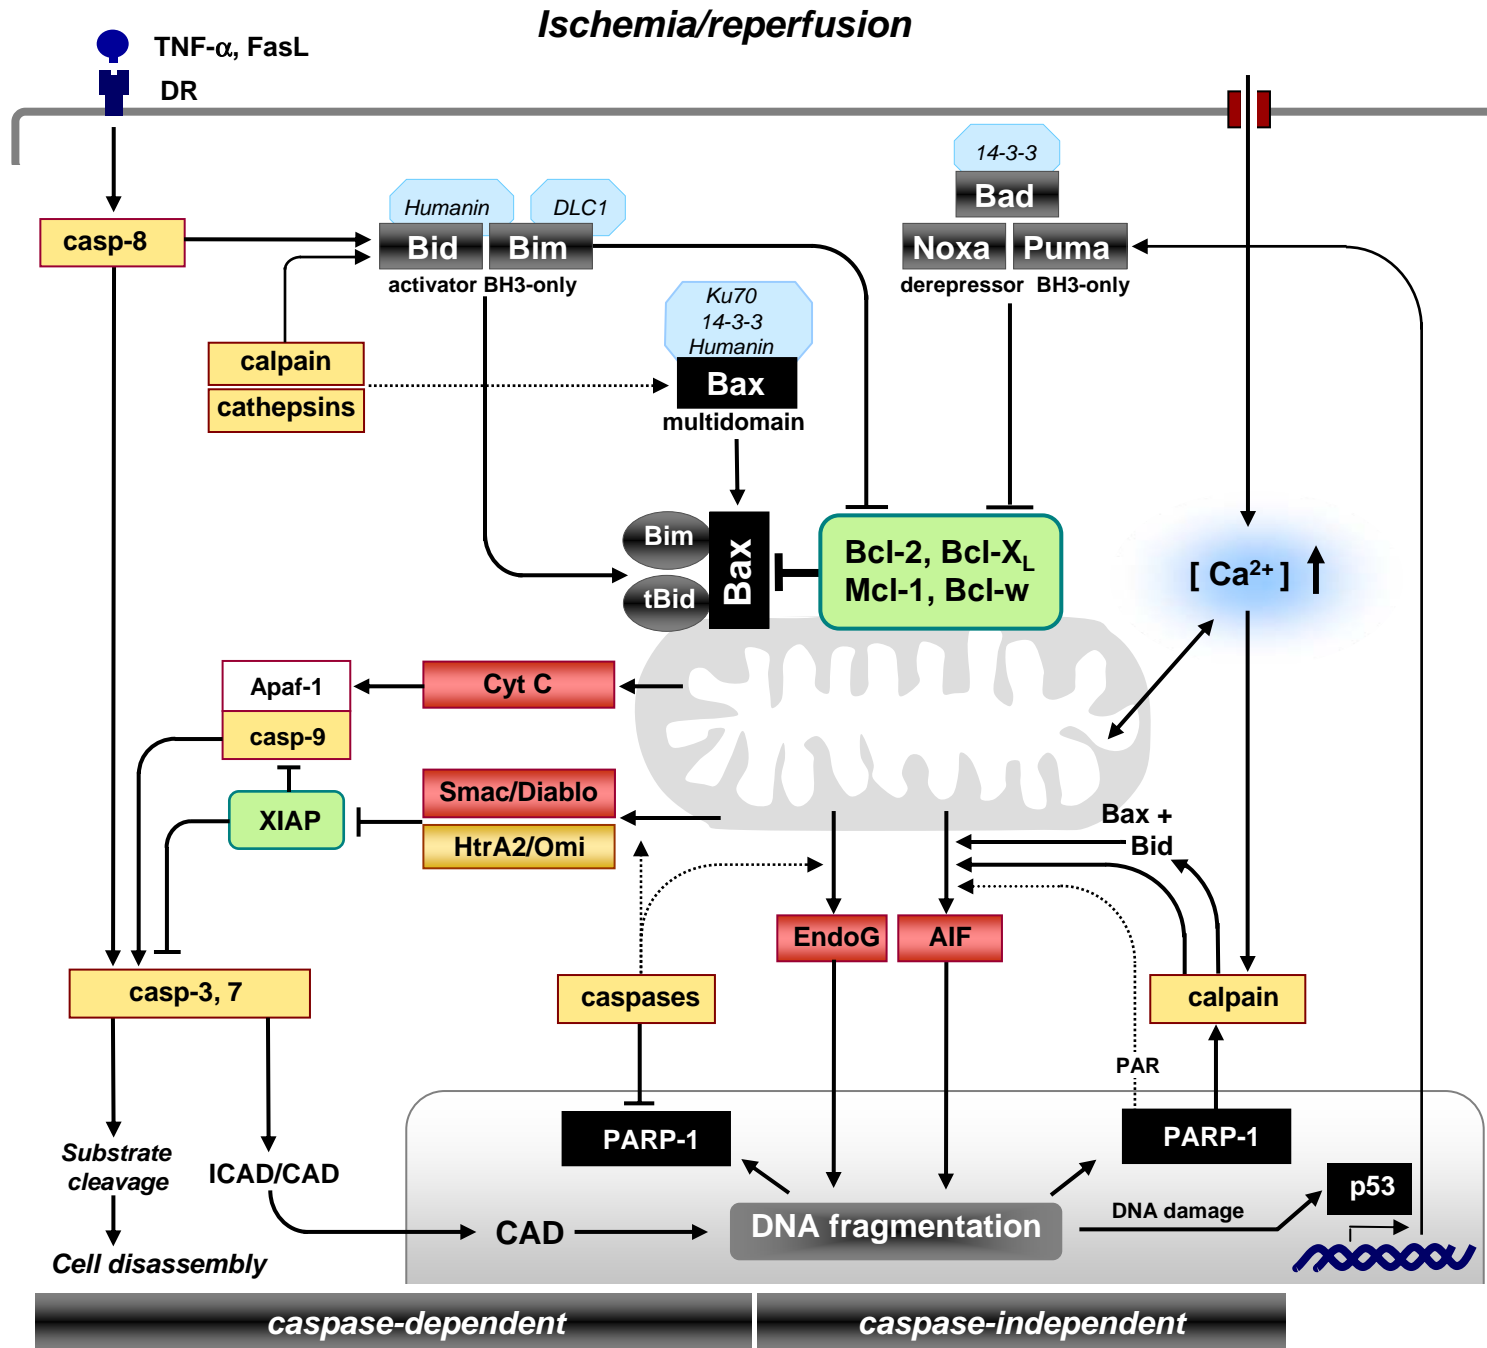 Ischemia/reperfusion
TNF-α, FasL
DR
14-3-3
Bad
Humanin
DLC1
casp-8
Bid
Bim
Noxa
Puma
activator BH3-only
derepressor BH3-only
Ku70
14-3-3
Humanin
calpain
cathepsins
Bax
multidomain
Bim
tBid
Bax
Bcl-2, Bcl-XL
Mcl-1, Bcl-w
[ Ca2+ ]
Apaf-1
casp-9
Cyt C
Smac/Diablo
HtrA2/Omi
XIAP
Bax +
Bid
EndoG
AIF
casp-3, 7
caspases
calpain
PAR
PARP-1
PARP-1
Substrate
cleavage
ICAD/CAD
p53
DNA damage
CAD
DNA fragmentation
Cell disassembly
caspase-dependent
caspase-independent